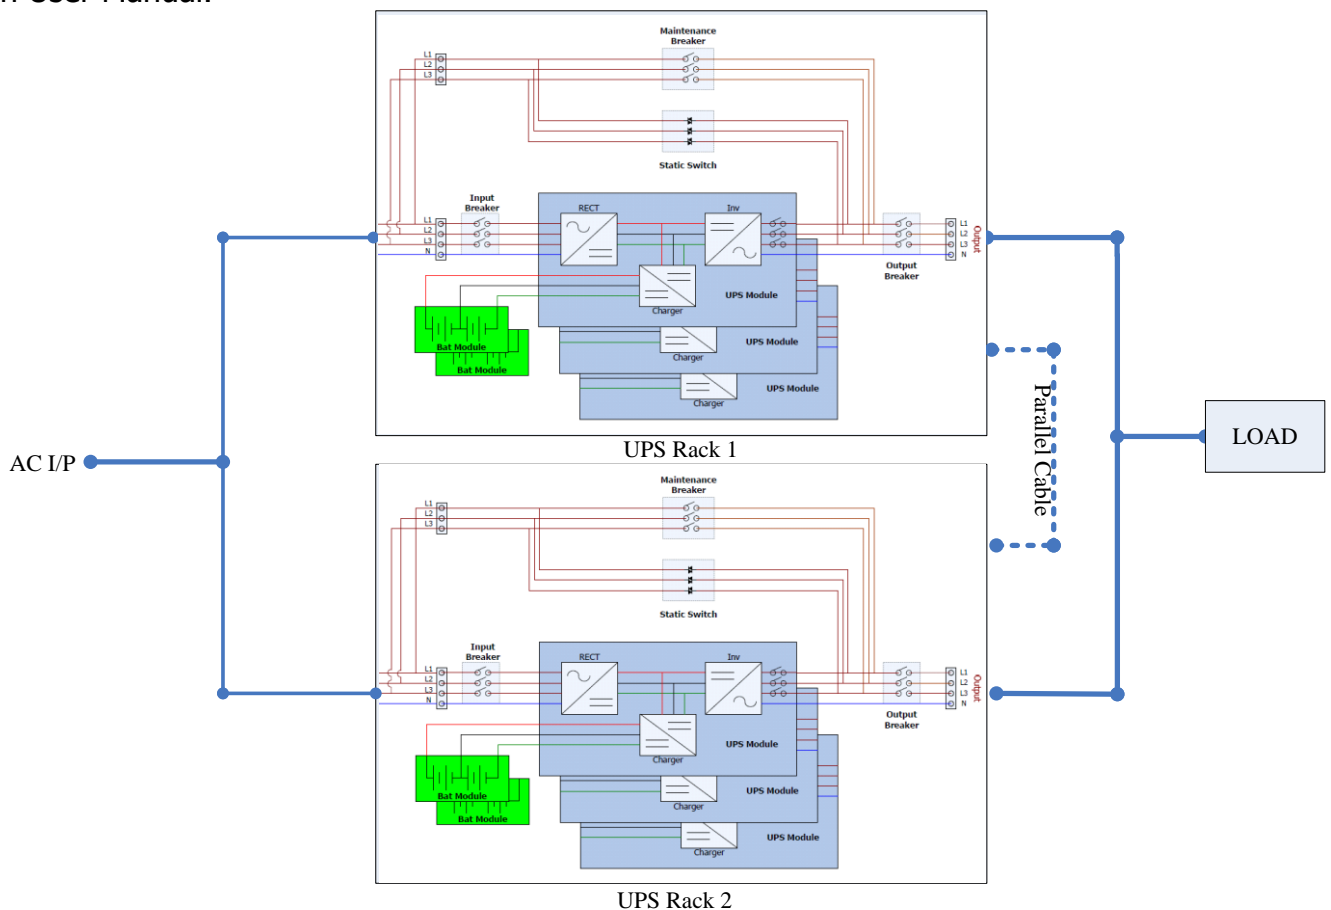 n User Manual.
Maintenance
Breaker
L1
L2
L3
Static Switch
Input
Breaker
L1
L2
L3
N
RECT
Inv
L1
L2
L3
N
Output
Output
Breaker
Charger
UPS Module
Bat Module
Bat Module
Charger
UPS Module
Charger
UPS Module
UPS Rack 1
AC I/P
Parallel Cable
LOAD
Maintenance
Breaker
L1
L2
L3
Static Switch
Input
Breaker
L1
L2
L3
N
RECT
Inv
L1
L2
L3
N
Output
Output
Breaker
Charger
UPS Module
Bat Module
Bat Module
Charger
UPS Module
Charger
UPS Module
UPS Rack 2